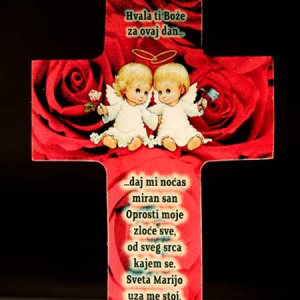 Hvala ti Bože
za ovaj dan...
...daj mi noćas
miran san
Oprosti moje
zloće sve,
od sveg srca
kajem se.
Sveta Marijo
uza me stoj,